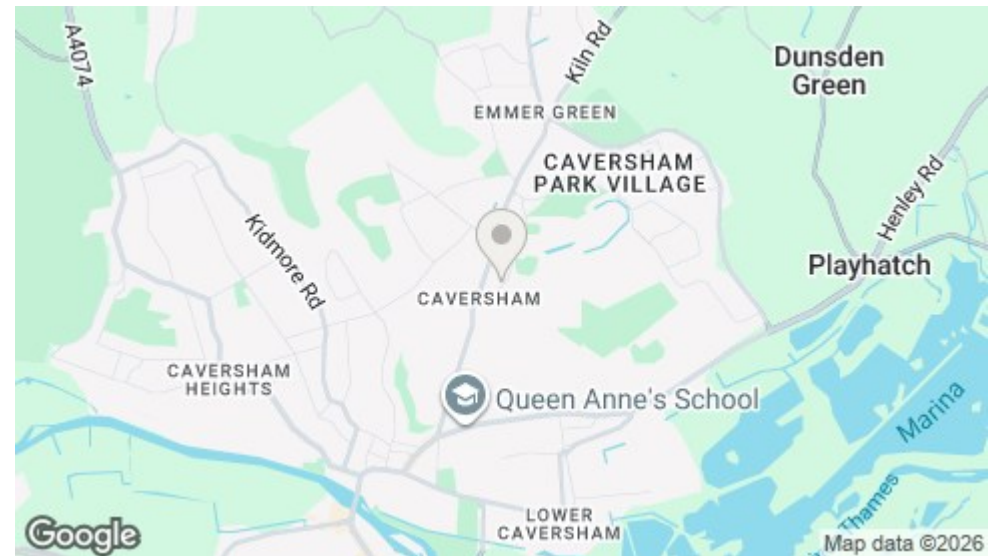 A4074
Kiln Rd
Dunsden
Green
EMMER GREEN
CAVERSHAM
PARK VILLAGE
Henley Rd
Kidmore Rd
Playhatch
CAVERSHAM
CAVERSHAM
HEIGHTS
Queen Anne's School
Marina
Thames
LOWER
CAVERSHAM
Google
Map data ©2026